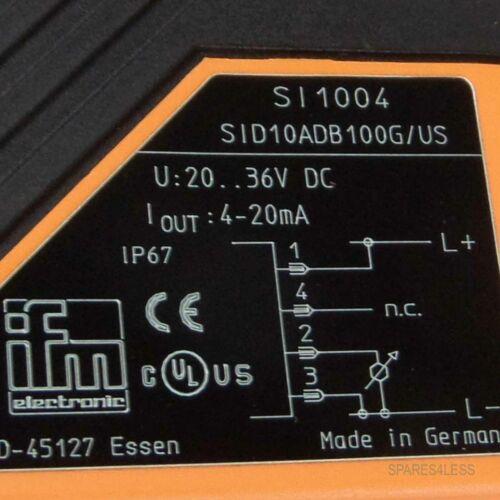 SI1004
SID10ADB100G/US
U:20..36V DC
I OUT : 4-20mA
IP67
1
L+
4
n.c.
2
3
L-
CE
ifm
electronic
C UL US
D-45127 Essen
Made in German
SPARES4LESS